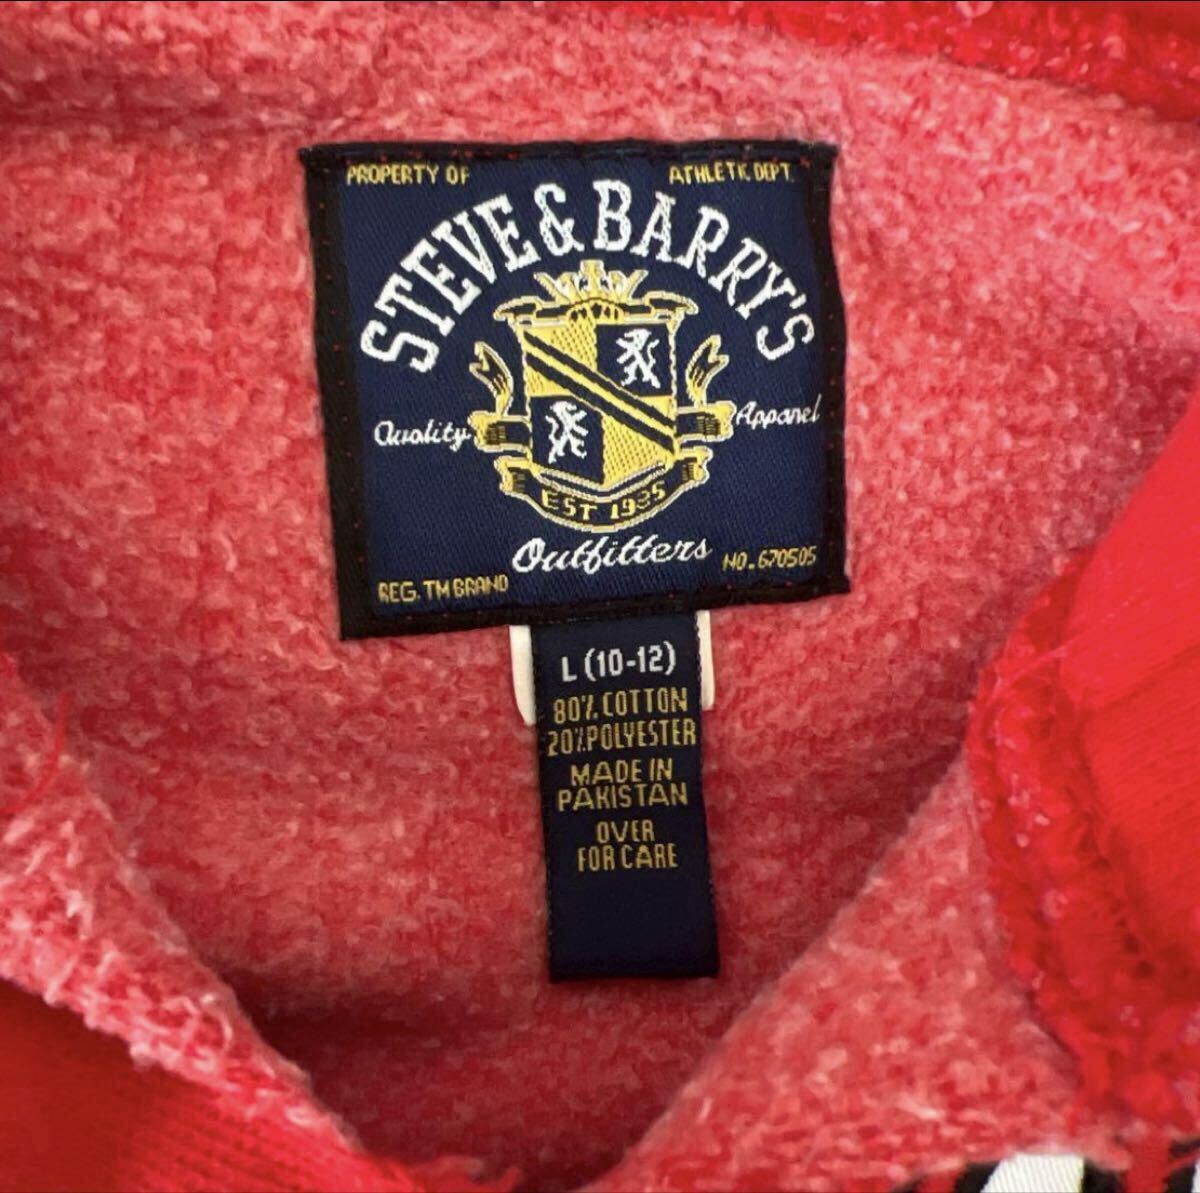 PROPERTY OF ATHLETIC DEPT.
STEVE & BARRY'S
Quality Apparel
EST 1985
Outfitters
REG. TM BRAND NO. 670505
L (10-12)
80% COTTON
20% POLYESTER
MADE IN
PAKISTAN
OVER
FOR CARE